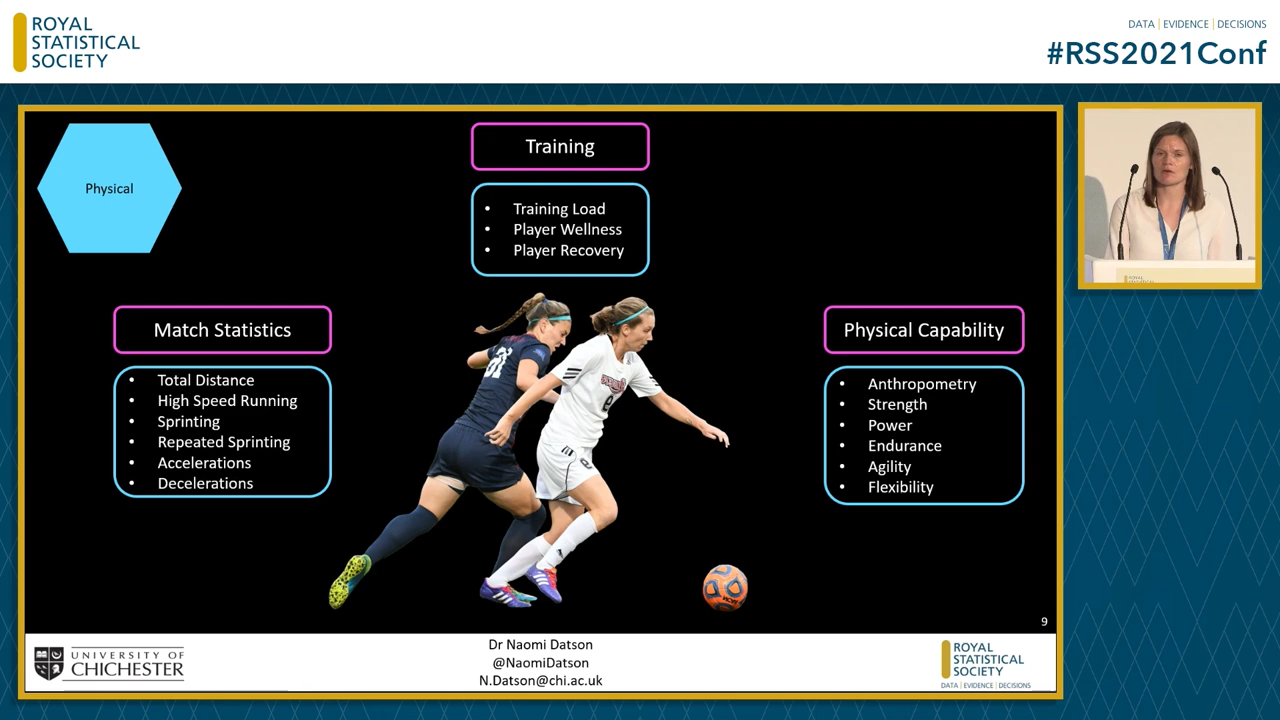 ROYAL
STATISTICAL
SOCIETY
DATA | EVIDENCE | DECISIONS
#RSS2021Conf
Physical
Training
• Training Load
• Player Wellness
• Player Recovery
Match Statistics
• Total Distance
• High Speed Running
• Sprinting
• Repeated Sprinting
• Accelerations
• Decelerations
Physical Capability
• Anthropometry
• Strength
• Power
• Endurance
• Agility
• Flexibility
9
UNIVERSITY OF
CHICHESTER
Dr Naomi Datson
@NaomiDatson
N.Datson@chi.ac.uk
ROYAL
STATISTICAL
SOCIETY
DATA | EVIDENCE | DECISIONS